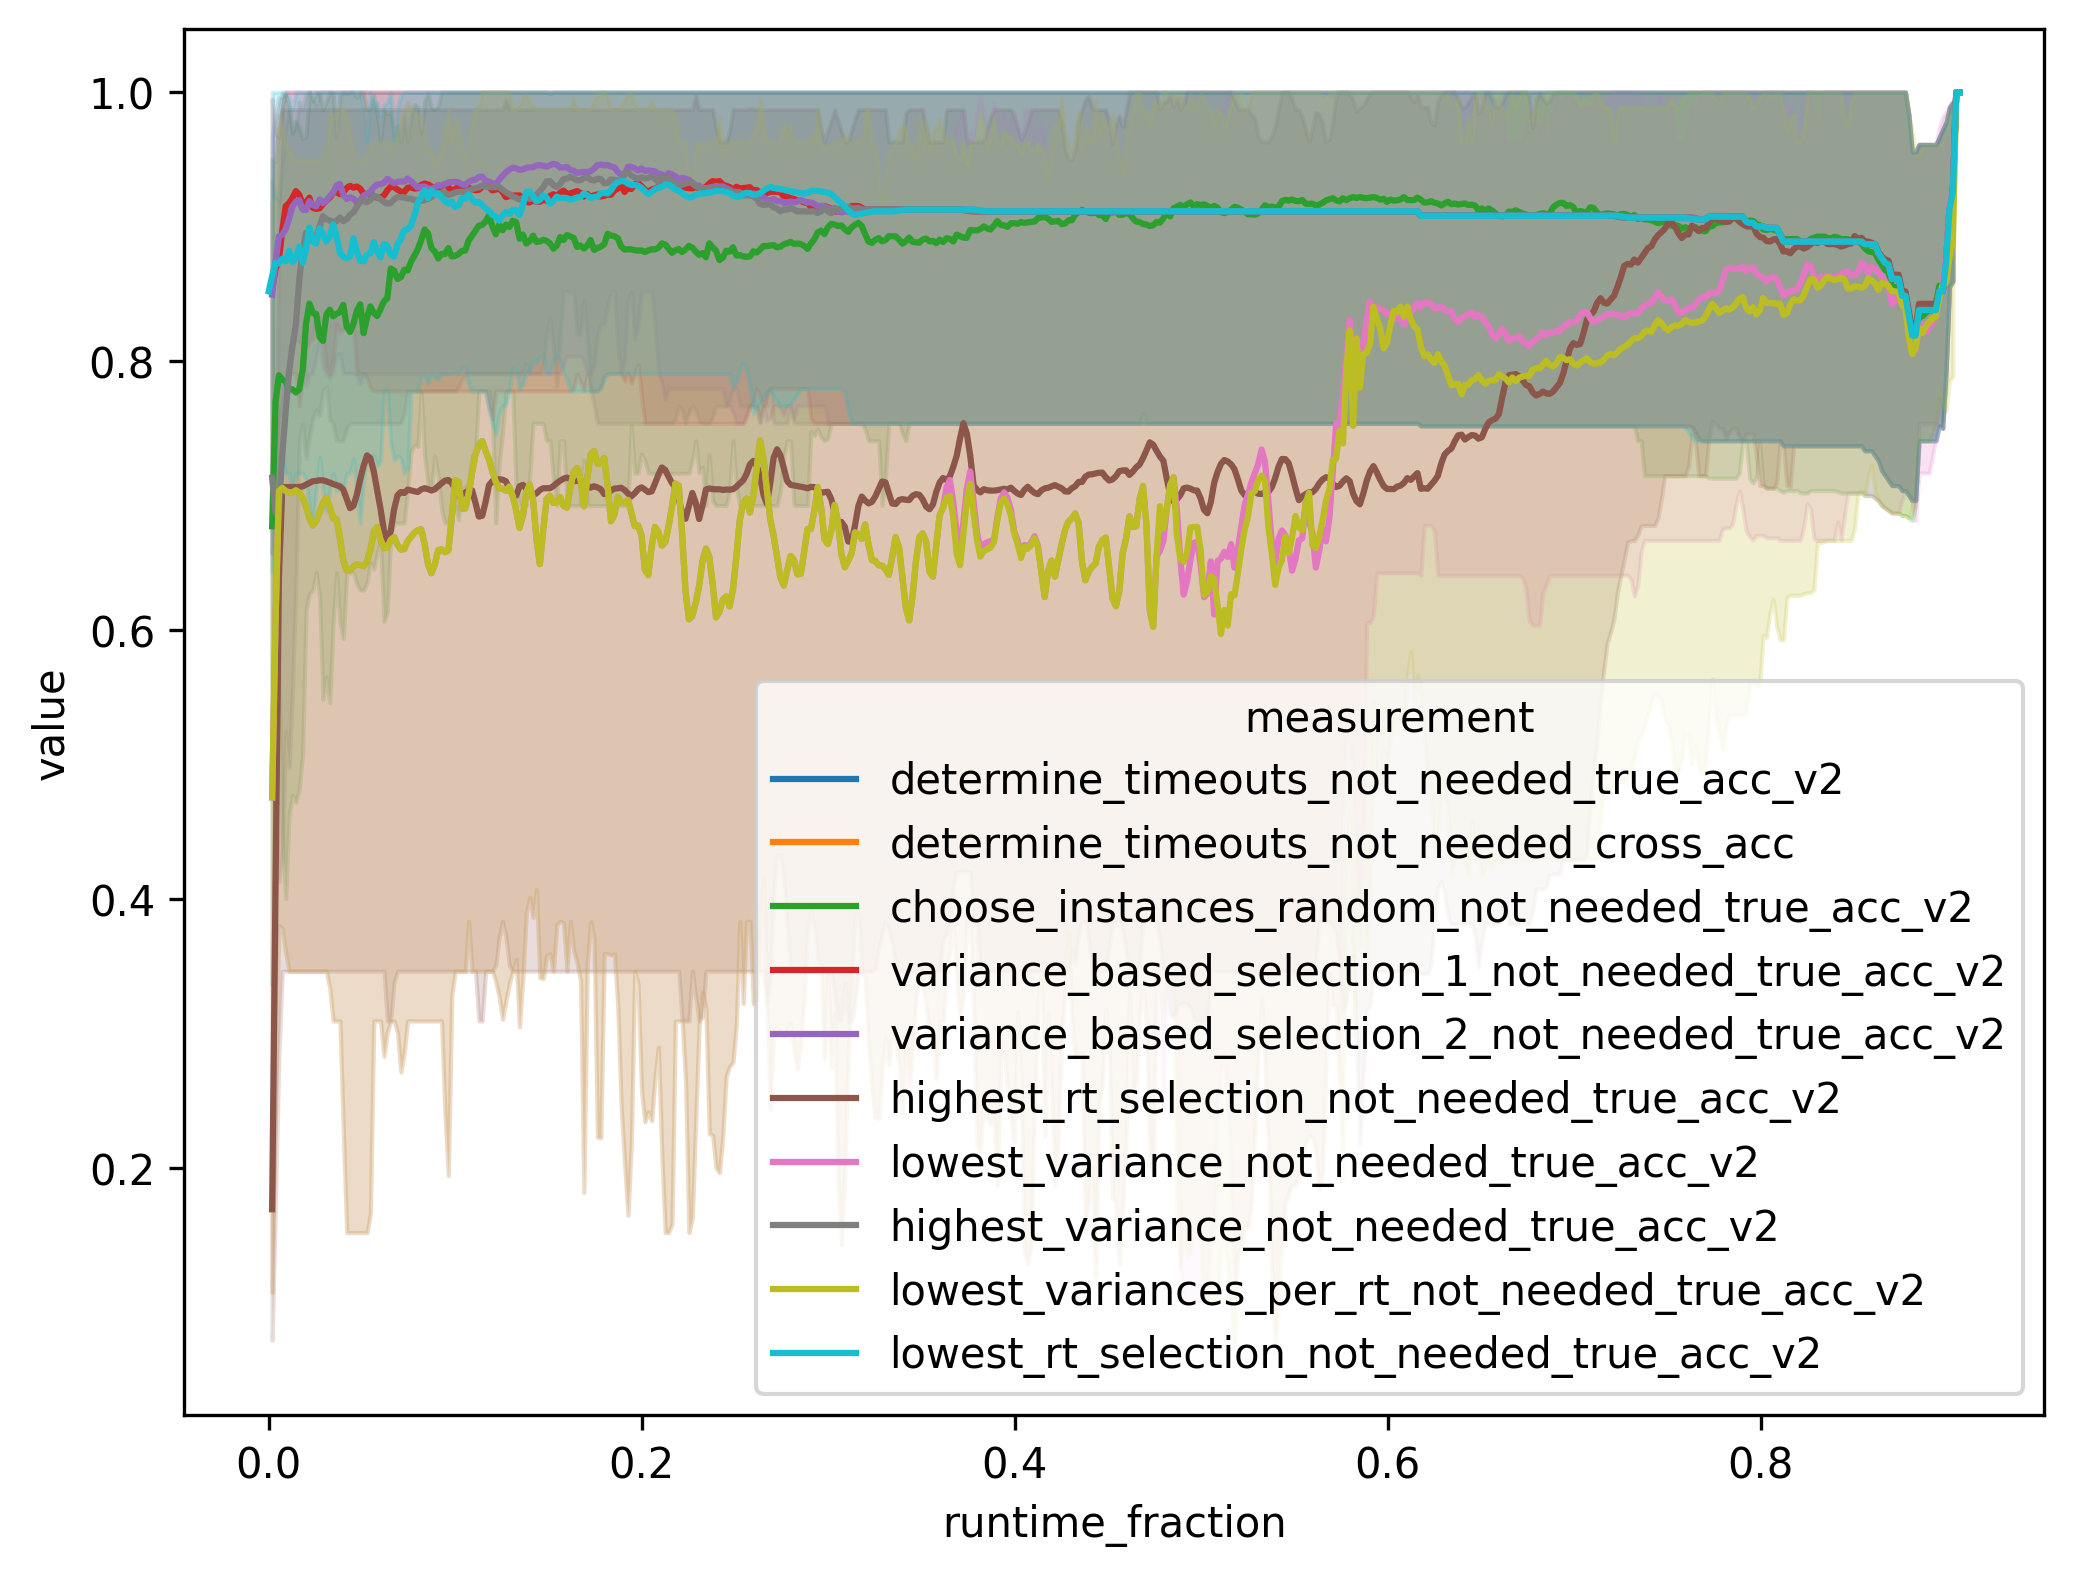 1.0
0.8
0.6
0.4
0.2
value
measurement
determine_timeouts_not_needed_true_acc_v2
determine_timeouts_not_needed_cross_acc
choose_instances_random_not_needed_true_acc_v2
variance_based_selection_1_not_needed_true_acc_v2
variance_based_selection_2_not_needed_true_acc_v2
highest_rt_selection_not_needed_true_acc_v2
lowest_variance_not_needed_true_acc_v2
highest_variance_not_needed_true_acc_v2
lowest_variances_per_rt_not_needed_true_acc_v2
lowest_rt_selection_not_needed_true_acc_v2
0.0 0.2 0.4 0.6 0.8
runtime_fraction